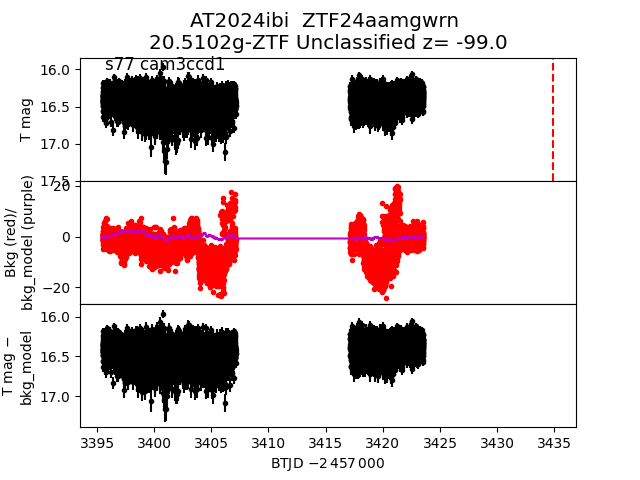 AT2024ibi  ZTF24aamgwrn
20.5102g-ZTF Unclassified z= -99.0
s77 cam3ccd1
16.0
16.5
17.0
17.5
T mag
20
0
−20
Bkg (red)/
bkg_model (purple)
16.0
16.5
17.0
T mag −
bkg_model
3395 3400 3405 3410 3415 3420 3425 3430 3435
BTJD −2 457 000